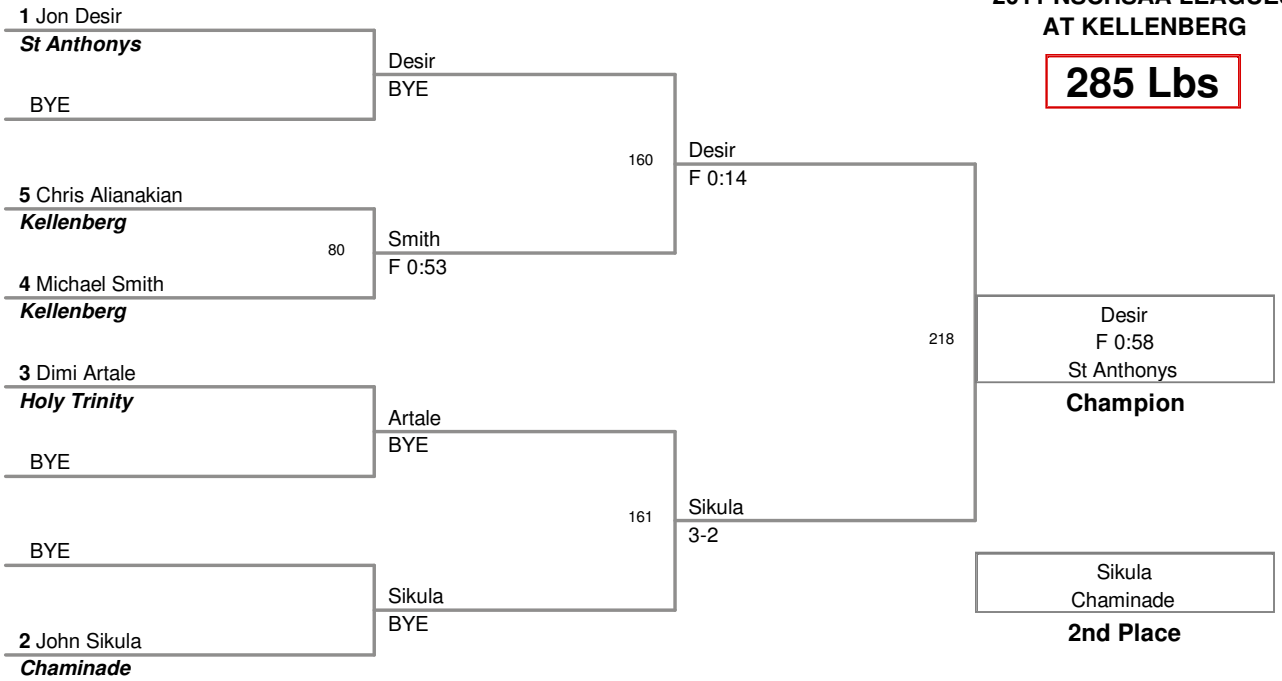 1 Jon Desir
St Anthonys
BYE
5 Chris Alianakian
Kellenberg
80
4 Michael Smith
Kellenberg
3 Dimi Artale
Holy Trinity
BYE
BYE
2 John Sikula
Chaminade
Desir
BYE
160
Smith
F 0:53
Artale
BYE
161
Sikula
BYE
Desir
F 0:14
218
Sikula
3-2
AT KELLENBERG
285 Lbs
Desir
F 0:58
St Anthonys
Champion
Sikula
Chaminade
2nd Place